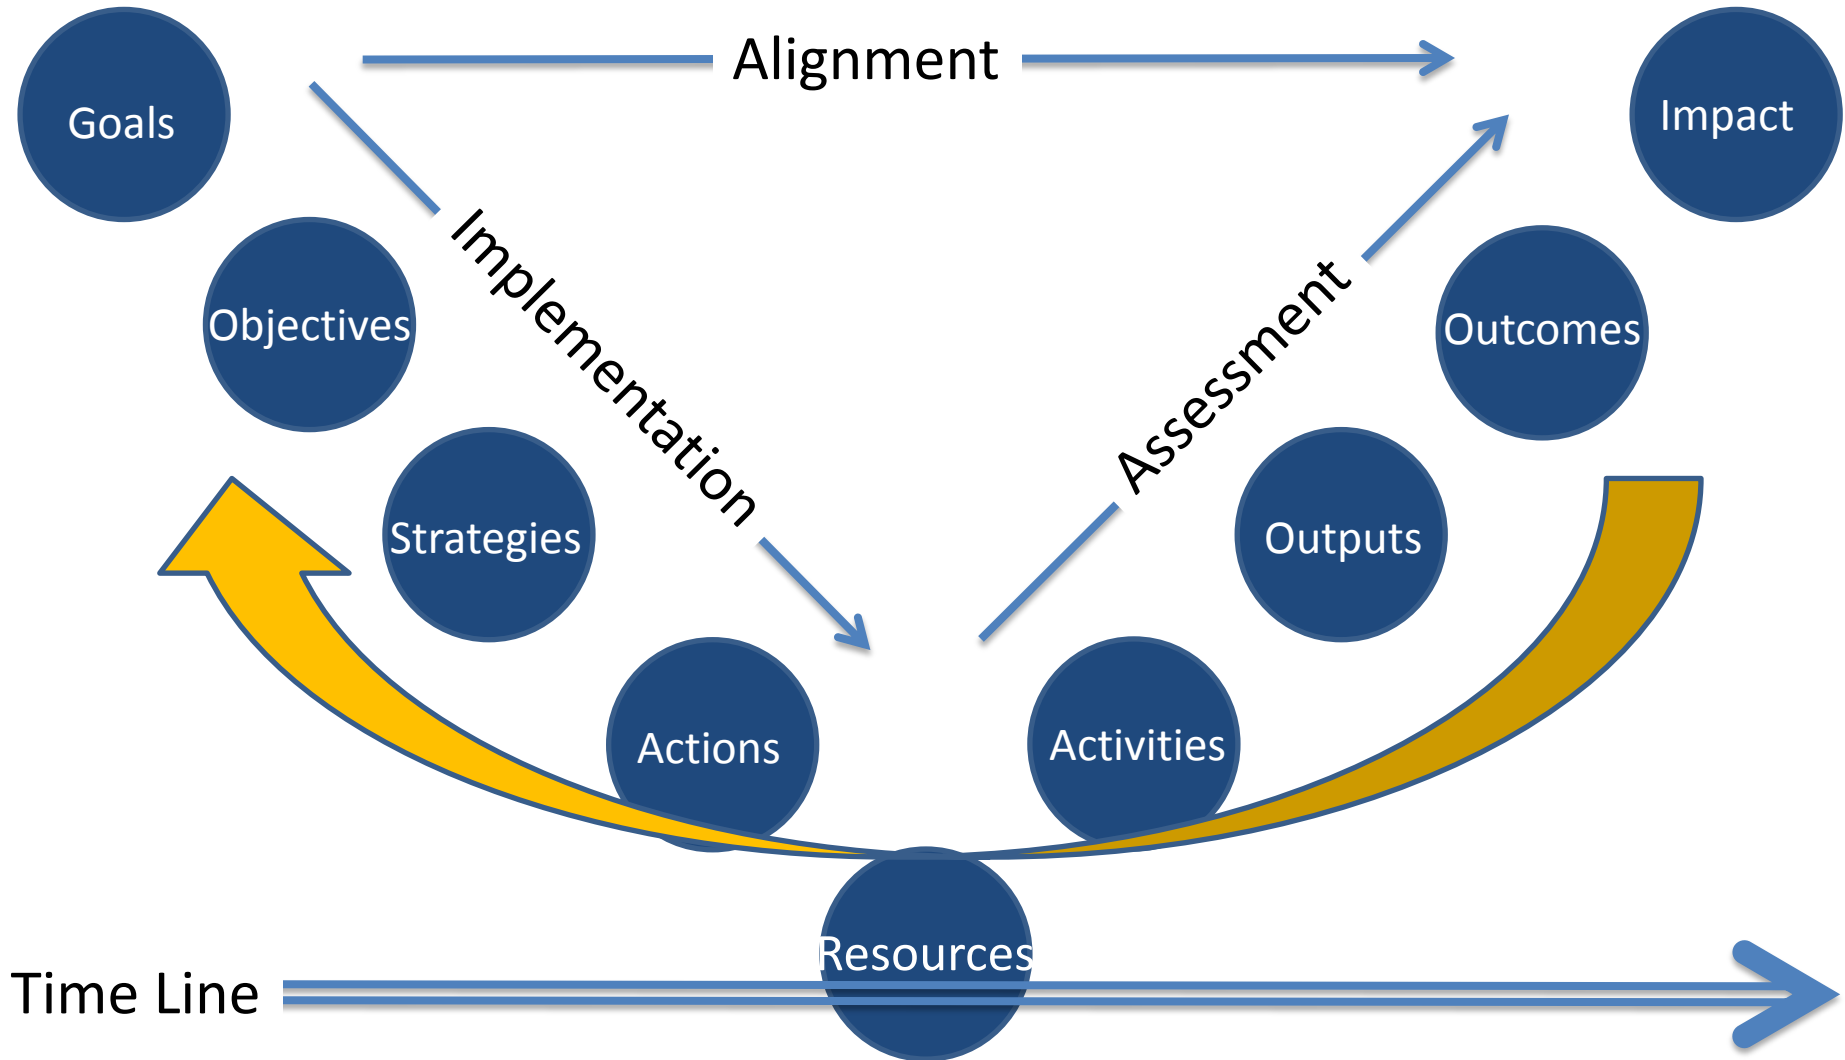 Alignment
Goals
Impact
Implementation
Assessment
Objectives
Outcomes
Strategies
Outputs
Actions
Activities
Resources
Time Line